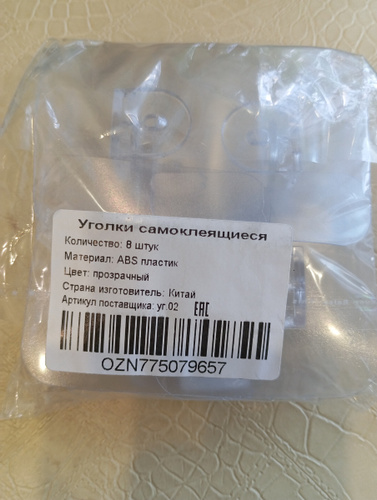 Уголки самоклеящиеся
Количество: 8 штук
Материал: ABS пластик
Цвет: прозрачный
Страна изготовитель: Китай
Артикул поставщика: уг.02 EAC
OZN775079657